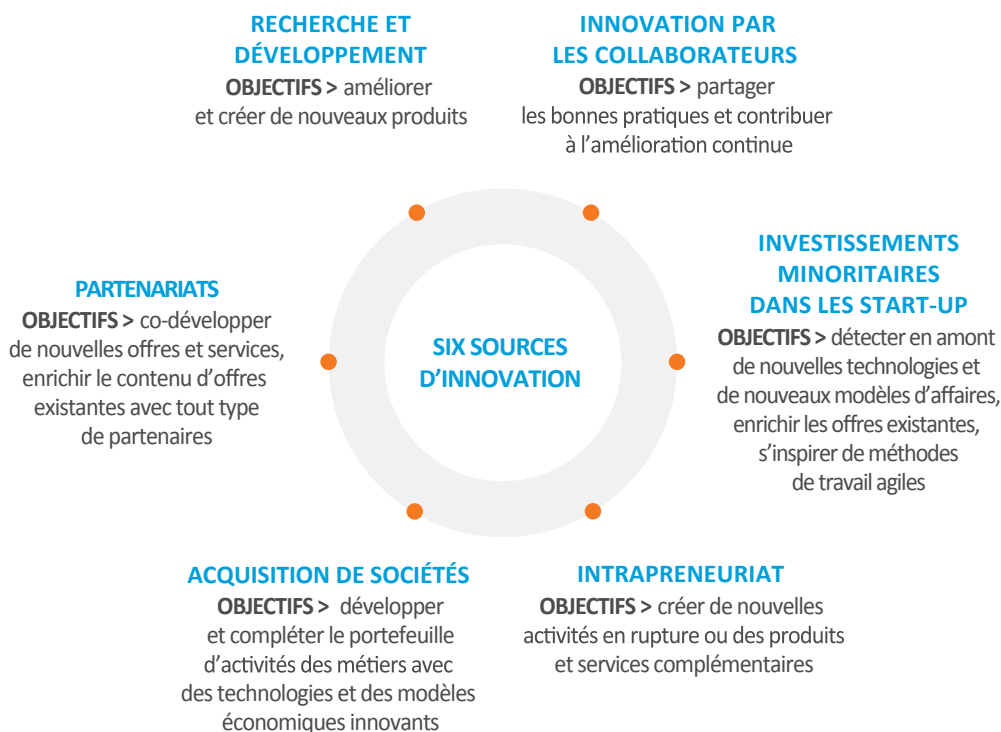 RECHERCHE ET
DÉVELOPPEMENT
OBJECTIFS > améliorer
et créer de nouveaux produits
INNOVATION PAR
LES COLLABORATEURS
OBJECTIFS > partager
les bonnes pratiques et contribuer
à l’amélioration continue
INVESTISSEMENTS
MINORITAIRES
DANS LES START-UP
OBJECTIFS > détecter en amont
de nouvelles technologies et
de nouveaux modèles d’affaires,
enrichir les offres existantes,
s’inspirer de méthodes
de travail agiles
PARTENARIATS
OBJECTIFS > co-développer
de nouvelles offres et services,
enrichir le contenu d’offres
existantes avec tout type
de partenaires
SIX SOURCES
D’INNOVATION
ACQUISITION DE SOCIÉTÉS
OBJECTIFS > développer
et compléter le portefeuille
d’activités des métiers avec
des technologies et des modèles
économiques innovants
INTRAPRENEURIAT
OBJECTIFS > créer de nouvelles
activités en rupture ou des produits
et services complémentaires